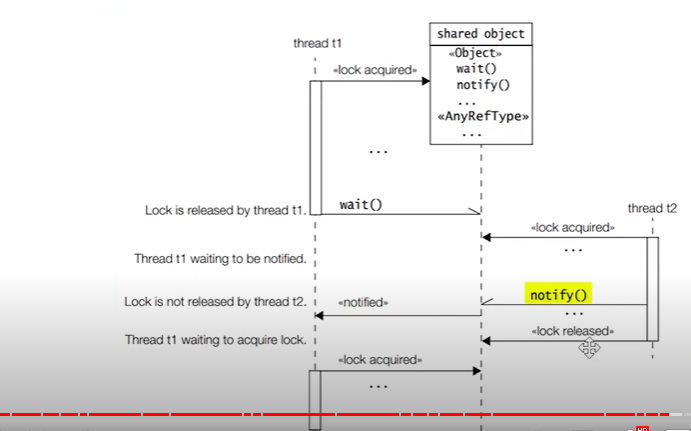 shared object
thread t1
«Object»
«lock acquired»
wait()
notify()
...
«AnyRefType»
...
...
Lock is released by thread t1.
wait()
thread t2
«lock acquired»
...
Thread t1 waiting to be notified.
notify()
Lock is not released by thread t2.
«notified»
...
«lock released»
Thread t1 waiting to acquire lock.
«lock acquired»
...
HD